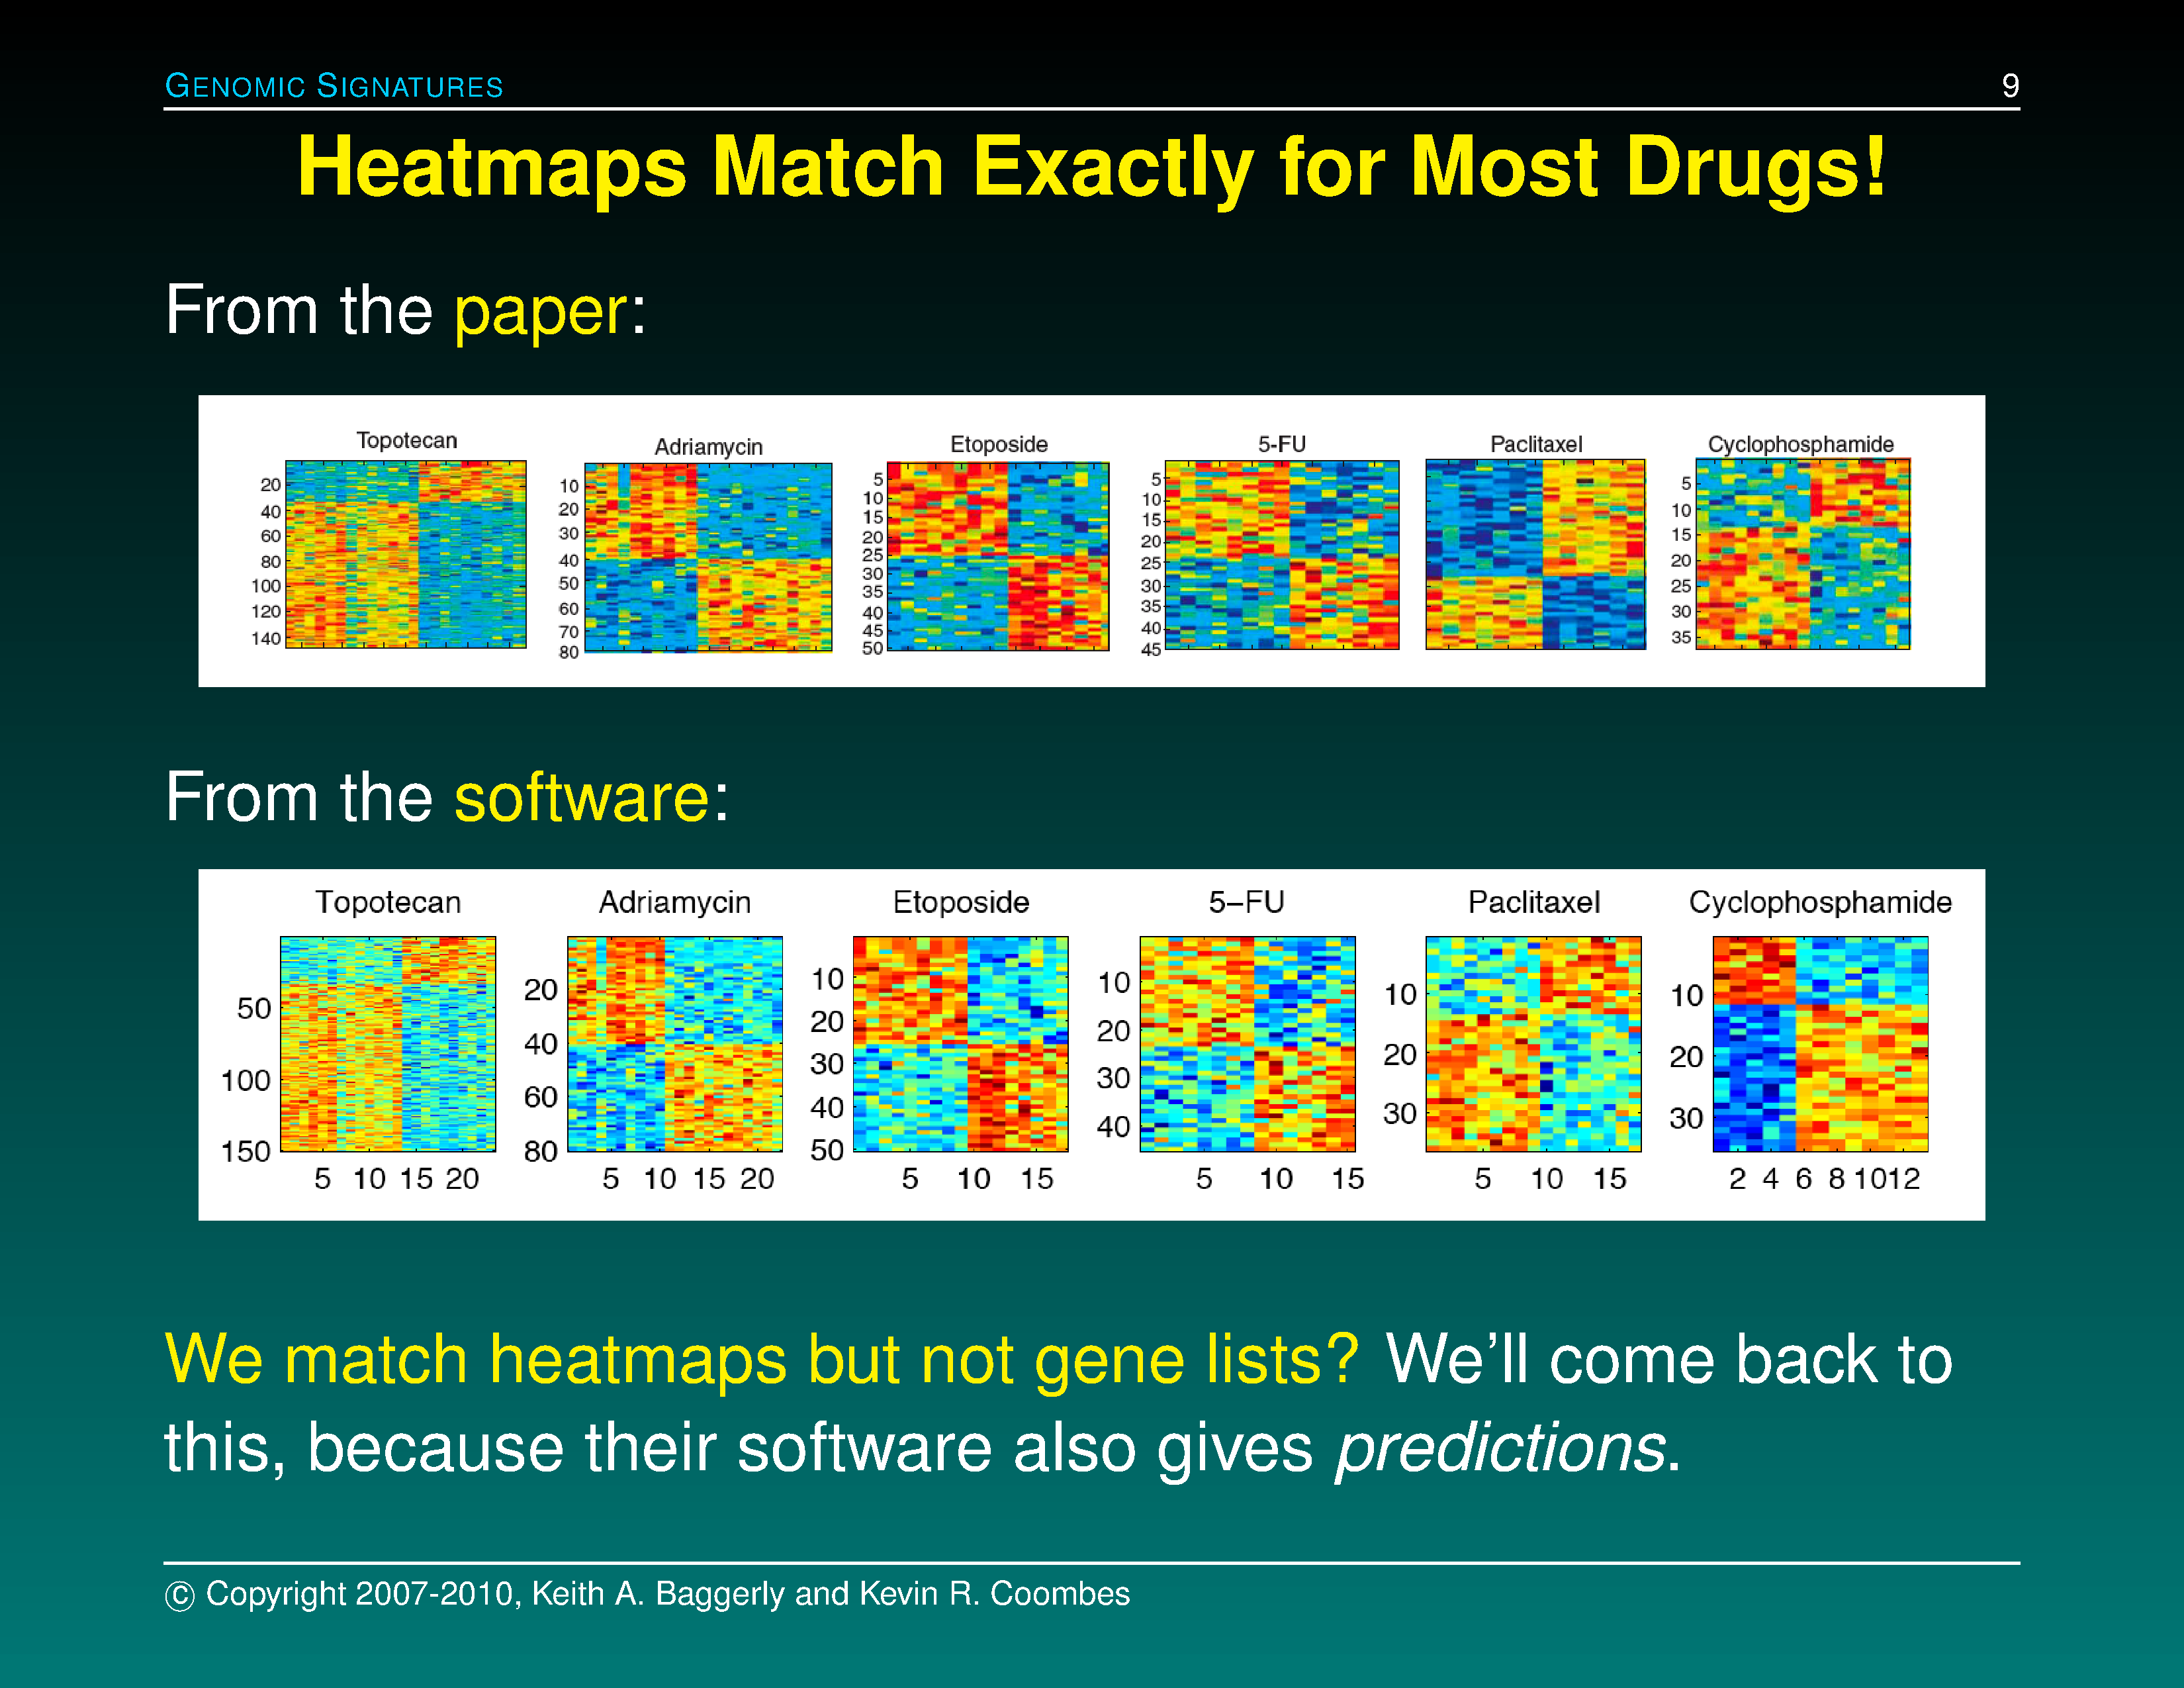 GENOMIC SIGNATURES 9
Heatmaps Match Exactly for Most Drugs!
From the paper:
Topotecan Adriamycin Etoposide 5-FU Paclitaxel Cyclophosphamide
20 40 60 80 100 120 140
10 20 30 40 50 60 70 80
5 10 15 20 25 30 35 40 45 50
5 10 15 20 25 30 35 40 45
5 10 15 20 25 30 35
From the software:
Topotecan Adriamycin Etoposide 5–FU Paclitaxel Cyclophosphamide
50 100 150
20 40 60 80
10 20 30 40 50
10 20 30 40
10 20 30
10 20 30
5 10 15 20 5 10 15 20 5 10 15 5 10 15 5 10 15 2 4 6 8 10 12
We match heatmaps but not gene lists? We'll come back to
this, because their software also gives predictions.
© Copyright 2007-2010, Keith A. Baggerly and Kevin R. Coombes